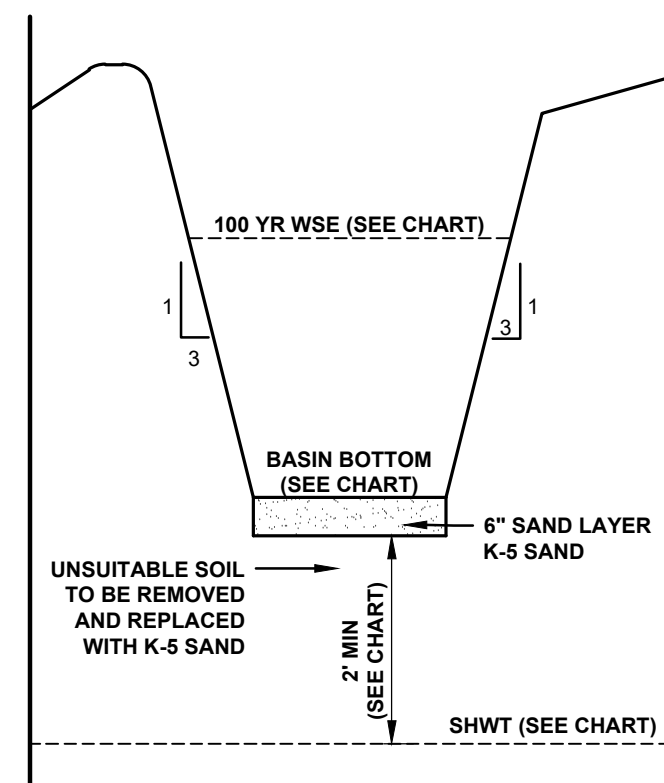 100 YR WSE (SEE CHART)
1
3
1
3
BASIN BOTTOM
(SEE CHART)
6" SAND LAYER
K-5 SAND
UNSUITABLE SOIL
TO BE REMOVED
AND REPLACED
WITH K-5 SAND
2' MIN
(SEE CHART)
SHWT (SEE CHART)